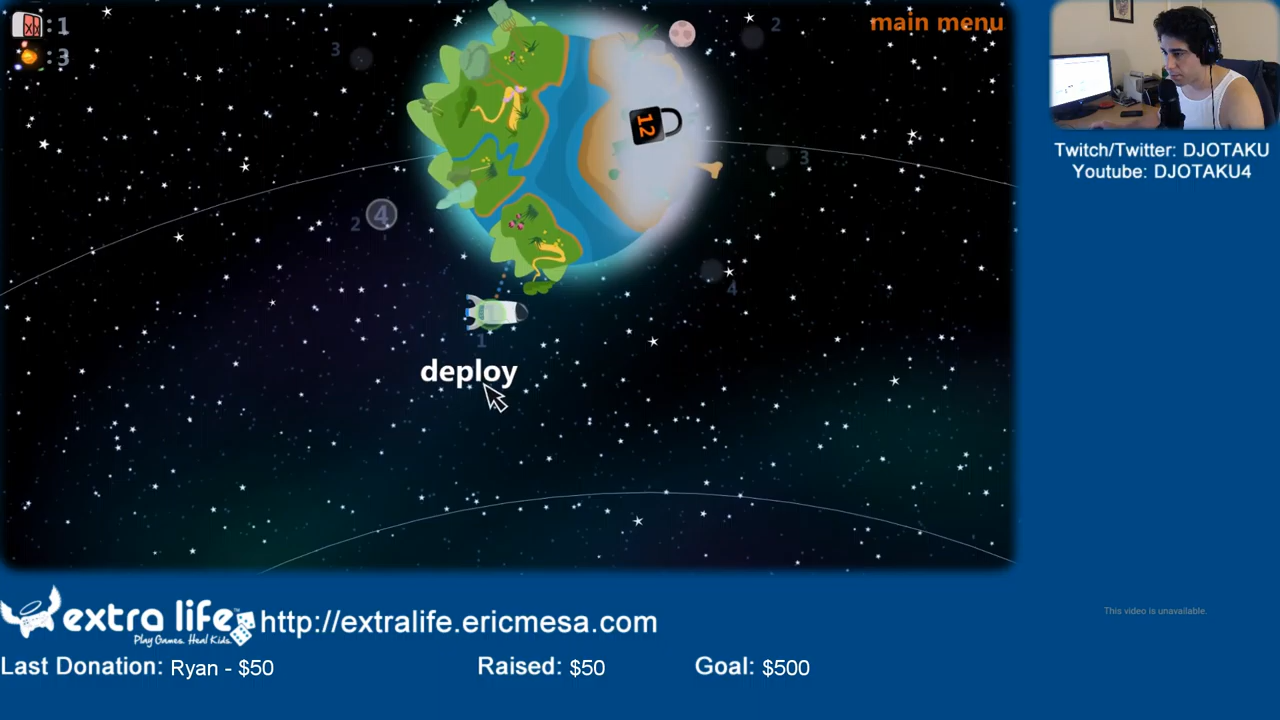 :1
:3
3
main menu
2
12
3
2
4
4
1
deploy
Twitch/Twitter: DJOTAKU
Youtube: DJOTAKU4
This video is unavailable.
extra life
Play Games. Heal Kids.
http://extralife.ericmesa.com
Last Donation: Ryan - $50
Raised: $50
Goal: $500